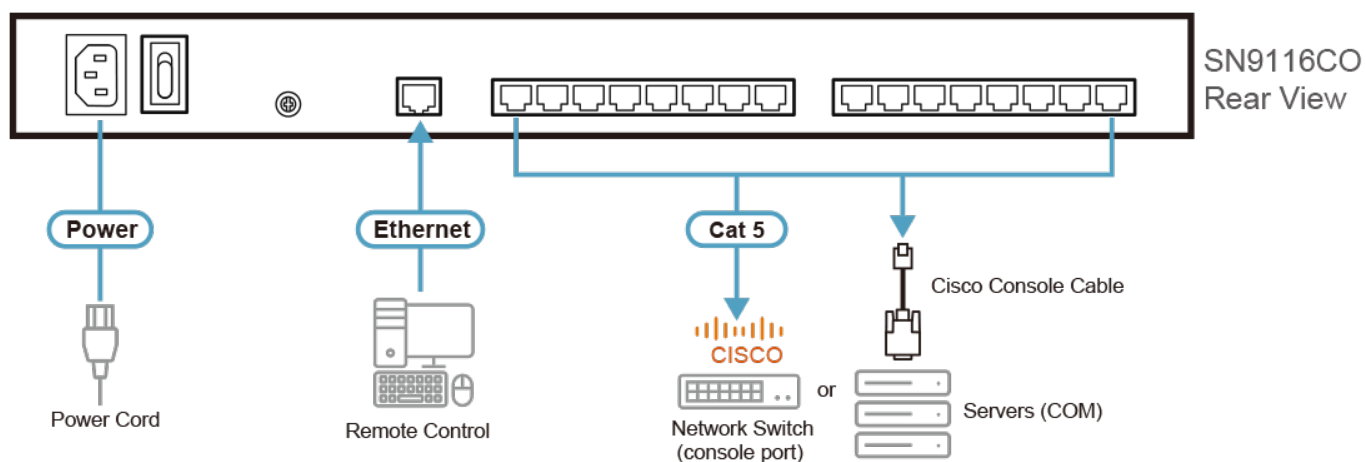 SN9116CO
Rear View
Power
Ethernet
Cat 5
Cisco Console Cable
CISCO
or
Servers (COM)
Power Cord
Remote Control
Network Switch
(console port)